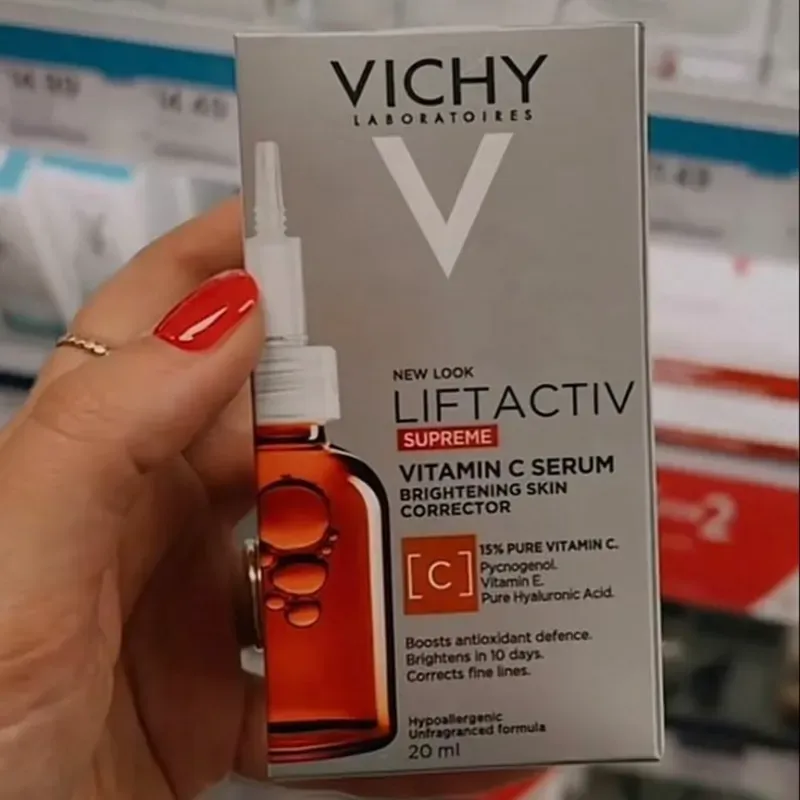 VICHY
LABORATOIRES
NEW LOOK
LIFTACTIV
SUPREME
VITAMIN C SERUM
BRIGHTENING SKIN
CORRECTOR
[C]
15% PURE VITAMIN C.
Pycnogenol.
Vitamin E.
Pure Hyaluronic Acid.
Boosts antioxidant defence.
Brightens in 10 days.
Corrects fine lines.
Hypoallergenic
Unfragranced formula
20 ml